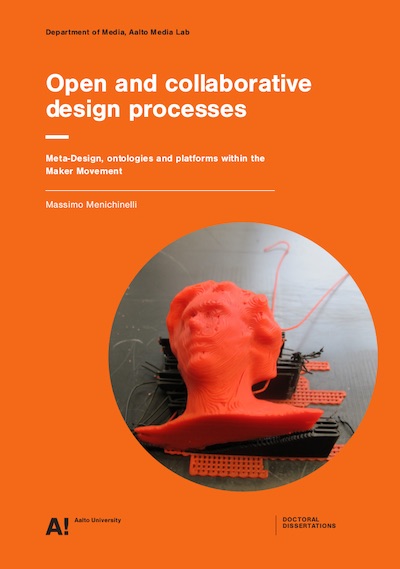 Department of Media, Aalto Media Lab
Open and collaborative
design processes
Meta-Design, ontologies and platforms within the
Maker Movement
Massimo Menichinelli
A! Aalto University
DOCTORAL
DISSERTATIONS